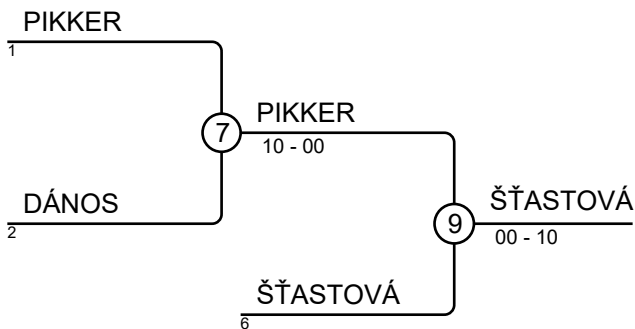 PIKKER
1
7
PIKKER
10 - 00
DÁNOS
2
9
ŠŤASTOVÁ
00 - 10
ŠŤASTOVÁ
6